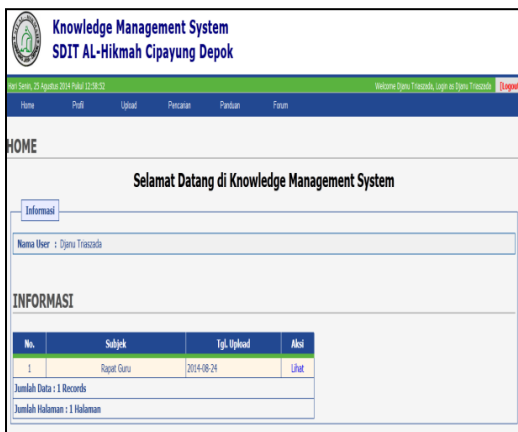 Knowledge Management System
SDIT AL-Hikmah Cipayung Depok
Hari Senin, 25 Agustus 2014 Pukul 12:58:52 Welcome Djanu Triaszada, Login as Djanu Triaszada [Logout
Home Profil Upload Pencarian Panduan Forum
HOME
Selamat Datang di Knowledge Management System
Informasi
Nama User : Djanu Triaszada
INFORMASI
No. Subjek Tgl. Upload Aksi
1 Rapat Guru 2014-08-24 Lihat
Jumlah Data : 1 Records
Jumlah Halaman : 1 Halaman